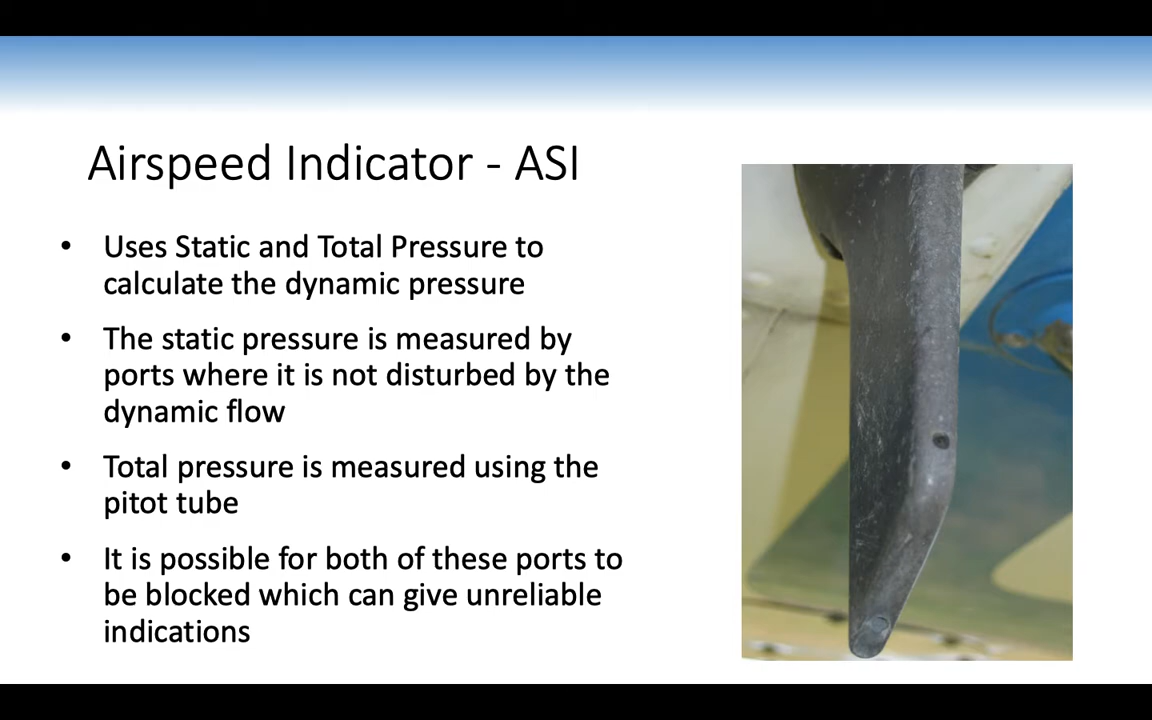 Airspeed Indicator - ASI
• Uses Static and Total Pressure to
calculate the dynamic pressure
• The static pressure is measured by
ports where it is not disturbed by the
dynamic flow
• Total pressure is measured using the
pitot tube
• It is possible for both of these ports to
be blocked which can give unreliable
indications